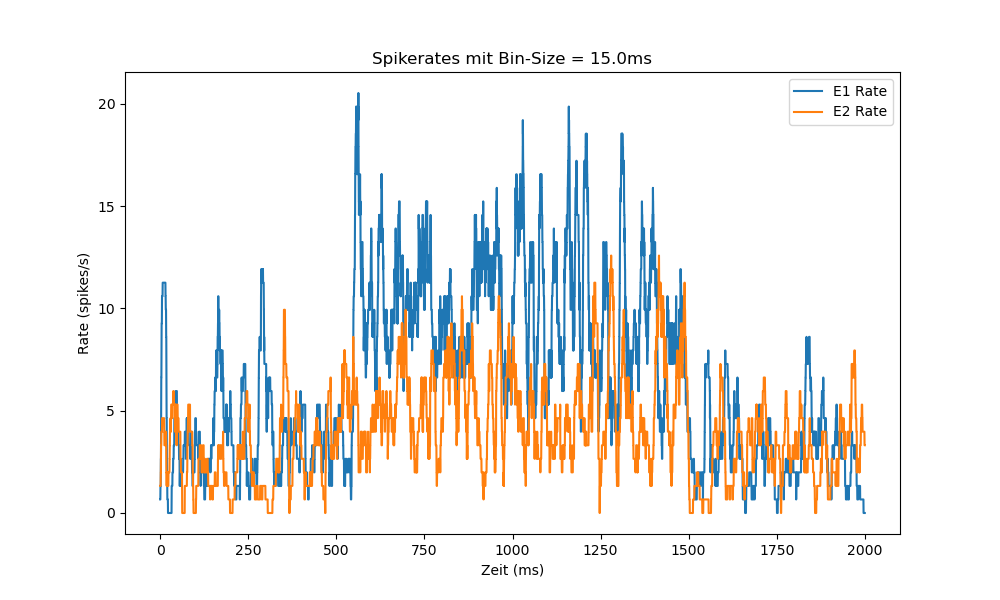 Spikerates mit Bin-Size = 15.0ms
E1 Rate
E2 Rate
20
15
10
5
0
Rate (spikes/s)
0 250 500 750 1000 1250 1500 1750 2000
Zeit (ms)